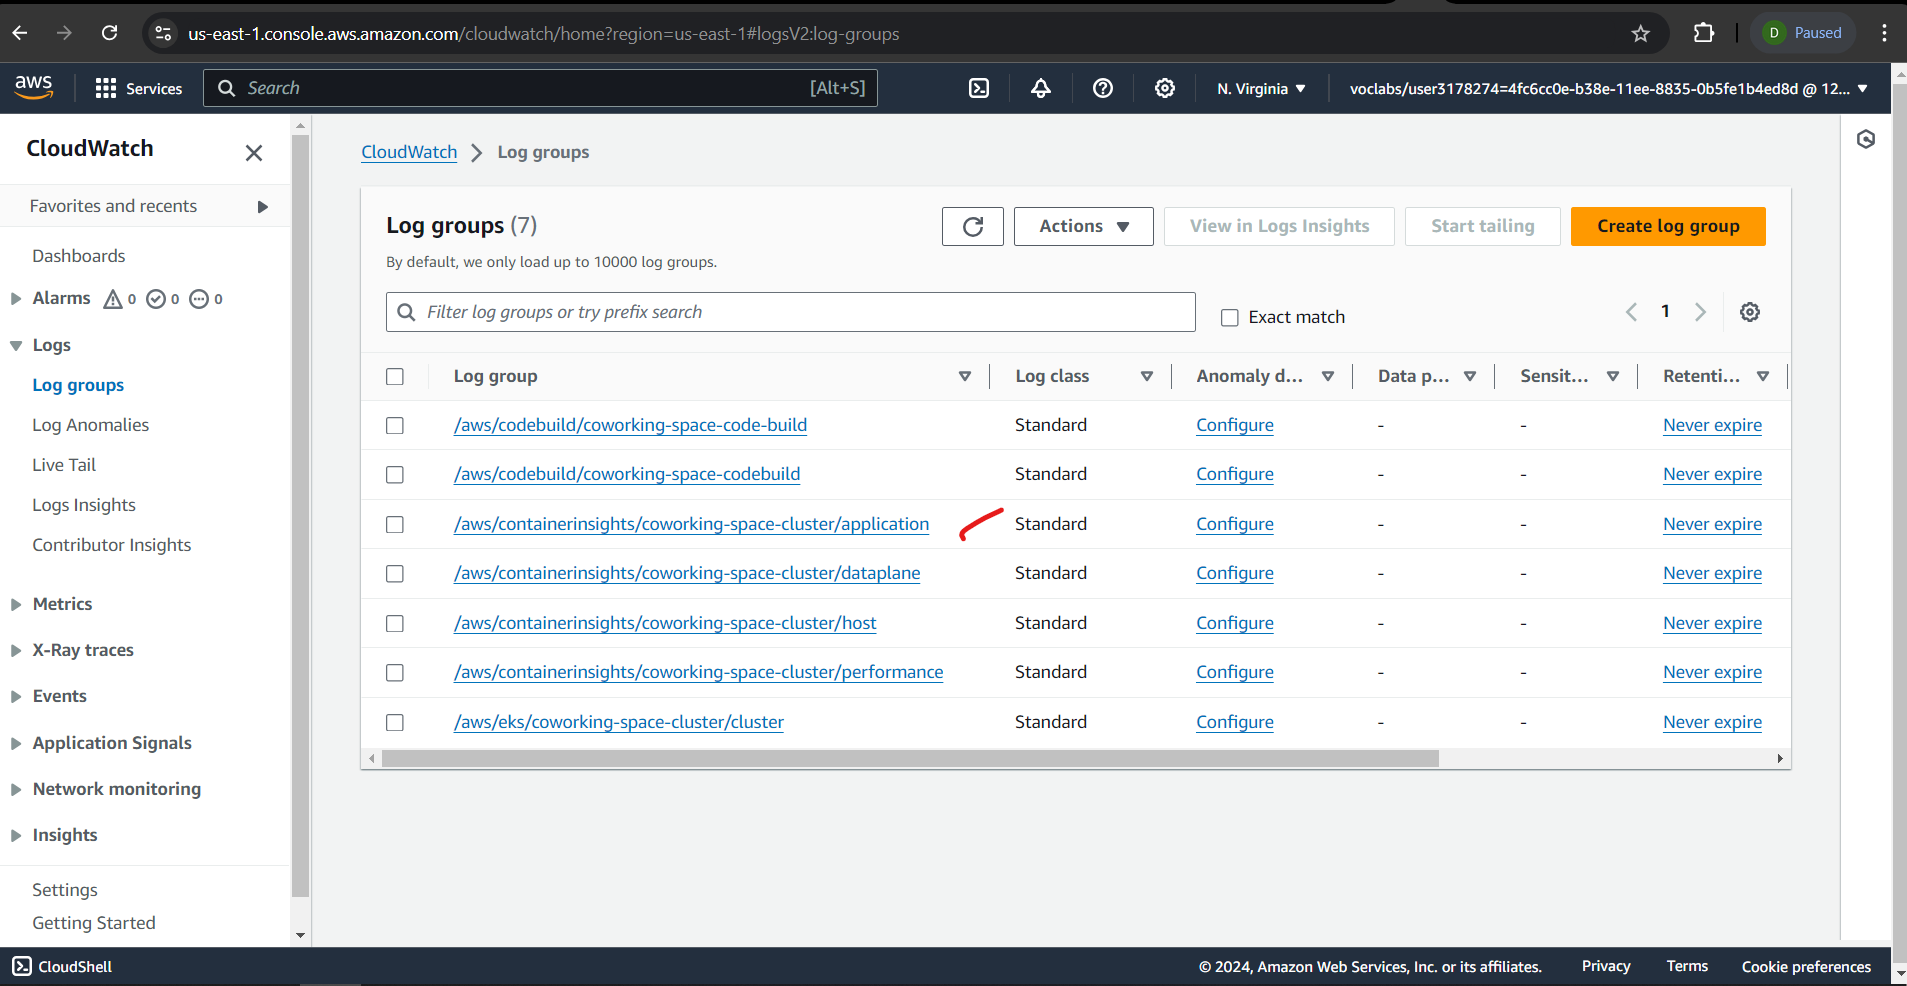 us-east-1.console.aws.amazon.com/cloudwatch/home?region=us-east-1#logsV2:log-groups
D Paused
aws Services Search [Alt+S] N. Virginia voclabs/user3178274=4fc6cc0e-b38e-11ee-8835-0b5fe1b4ed8d @ 12...
CloudWatch
Favorites and recents
Dashboards
Alarms 0 0 0
Logs
Log groups
Log Anomalies
Live Tail
Logs Insights
Contributor Insights
Metrics
X-Ray traces
Events
Application Signals
Network monitoring
Insights
Settings
Getting Started
CloudWatch Log groups
Log groups (7)
Actions View in Logs Insights Start tailing Create log group
By default, we only load up to 10000 log groups.
Filter log groups or try prefix search Exact match 1
Log group Log class Anomaly d... Data p... Sensit... Retenti...
/aws/codebuild/coworking-space-code-build Standard Configure - - Never expire
/aws/codebuild/coworking-space-codebuild Standard Configure - - Never expire
/aws/containerinsights/coworking-space-cluster/application Standard Configure - - Never expire
/aws/containerinsights/coworking-space-cluster/dataplane Standard Configure - - Never expire
/aws/containerinsights/coworking-space-cluster/host Standard Configure - - Never expire
/aws/containerinsights/coworking-space-cluster/performance Standard Configure - - Never expire
/aws/eks/coworking-space-cluster/cluster Standard Configure - - Never expire
CloudShell © 2024, Amazon Web Services, Inc. or its affiliates. Privacy Terms Cookie preferences